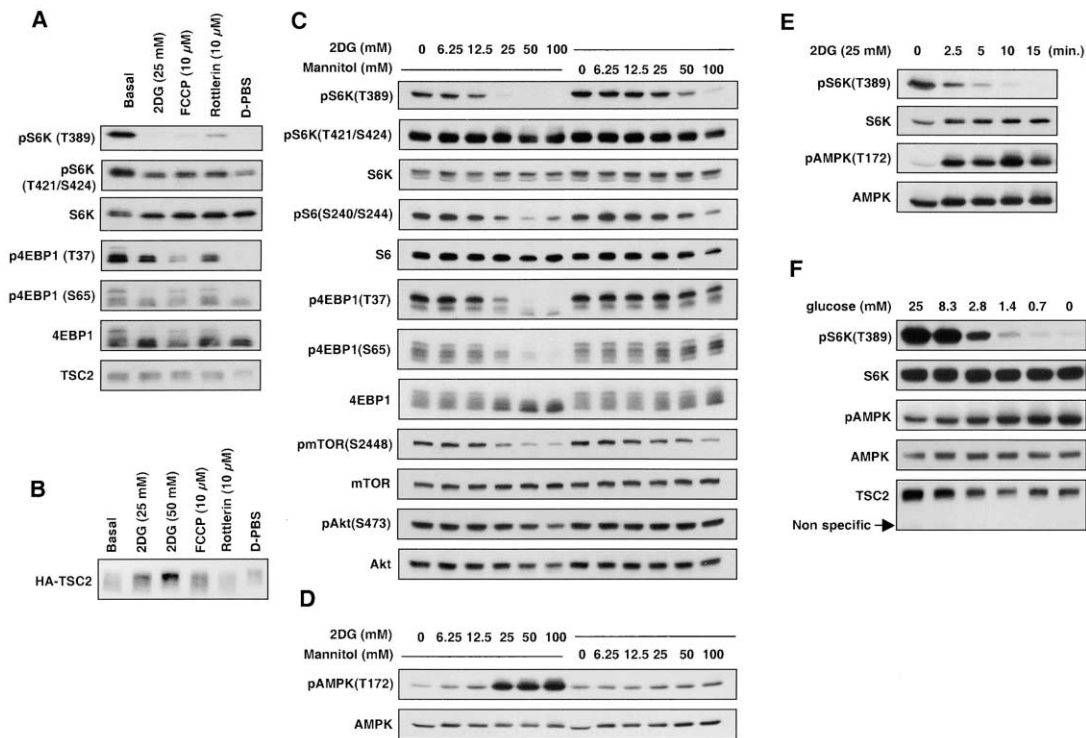 A
Basal
2DG (25 mM)
FCCP (10 μM)
Rottlerin (10 μM)
D-PBS
pS6K (T389)
pS6K
(T421/S424)
S6K
p4EBP1 (T37)
p4EBP1 (S65)
4EBP1
TSC2
B
Basal
2DG (25 mM)
2DG (50 mM)
FCCP (10 μM)
Rottlerin (10 μM)
D-PBS
HA-TSC2
C
2DG (mM) 0 6.25 12.5 25 50 100
Mannitol (mM) 0 6.25 12.5 25 50 100
pS6K(T389)
pS6K(T421/S424)
S6K
pS6(S240/S244)
S6
p4EBP1(T37)
p4EBP1(S65)
4EBP1
pmTOR(S2448)
mTOR
pAkt(S473)
Akt
D
2DG (mM) 0 6.25 12.5 25 50 100
Mannitol (mM) 0 6.25 12.5 25 50 100
pAMPK(T172)
AMPK
E
2DG (25 mM) 0 2.5 5 10 15 (min.)
pS6K(T389)
S6K
pAMPK(T172)
AMPK
F
glucose (mM) 25 8.3 2.8 1.4 0.7 0
pS6K(T389)
S6K
pAMPK
AMPK
TSC2
Non specific